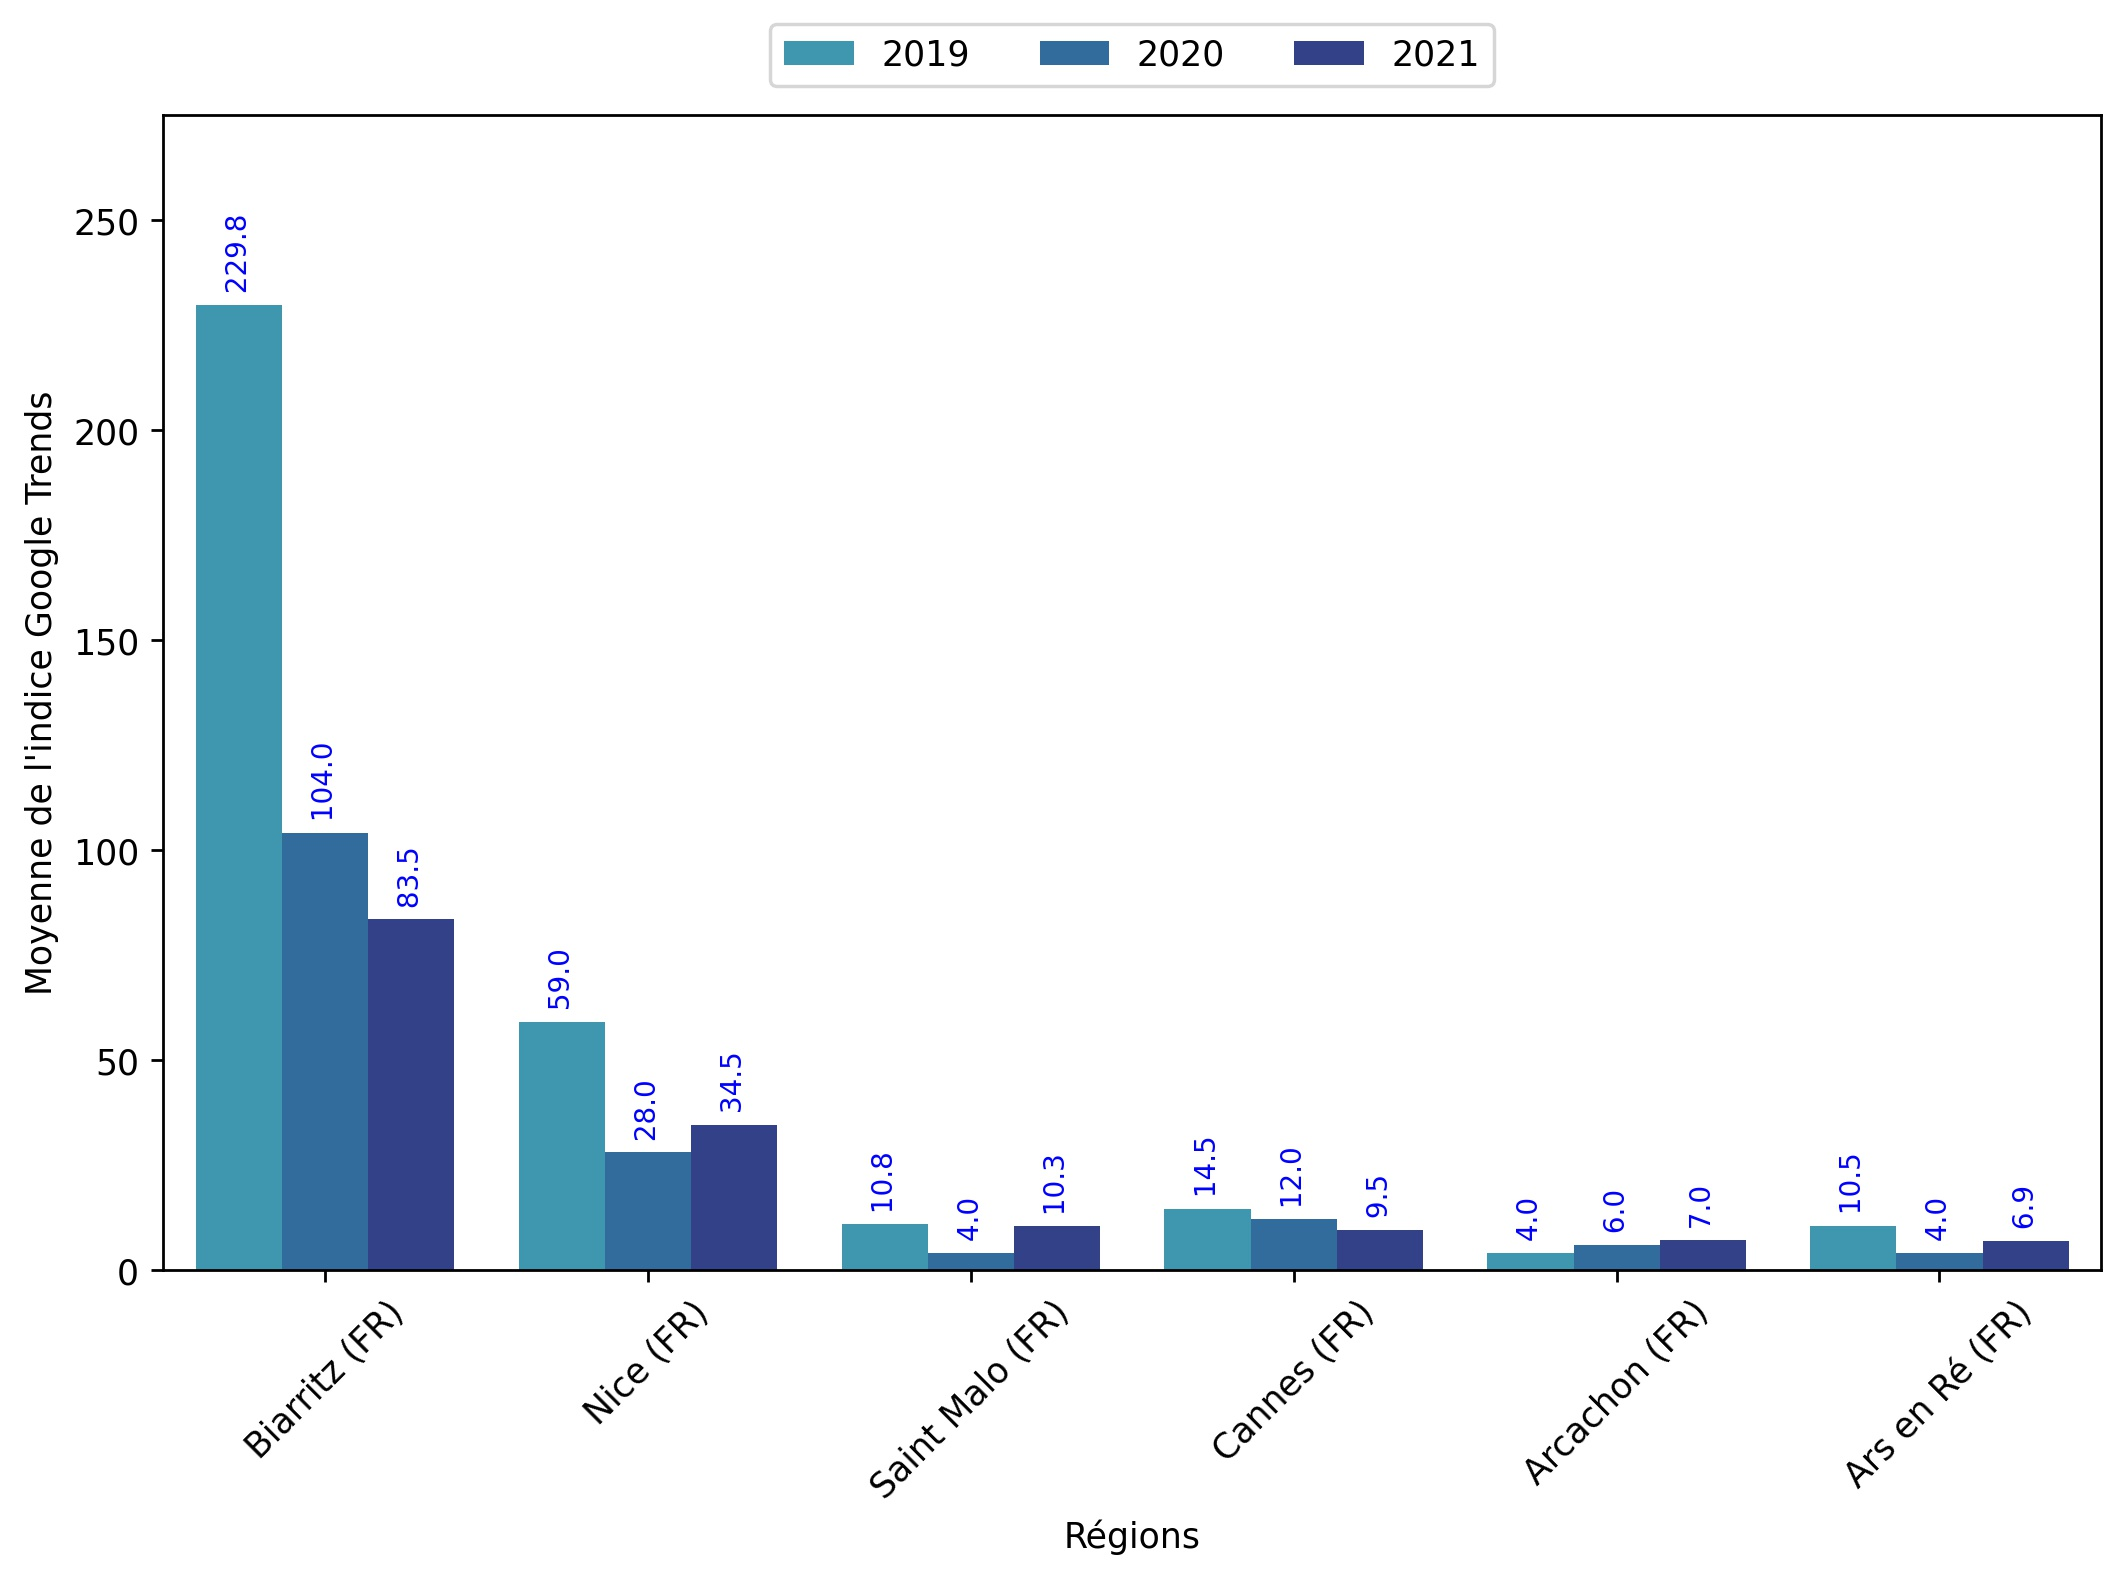 2019 2020 2021
Moyenne de l'indice Google Trends
250
200
150
100
50
0
229.8
104.0
83.5
59.0
28.0
34.5
10.8
4.0
10.3
14.5
12.0
9.5
4.0
6.0
7.0
10.5
4.0
6.9
Biarritz (FR)
Nice (FR)
Saint Malo (FR)
Cannes (FR)
Arcachon (FR)
Ars en Ré (FR)
Régions